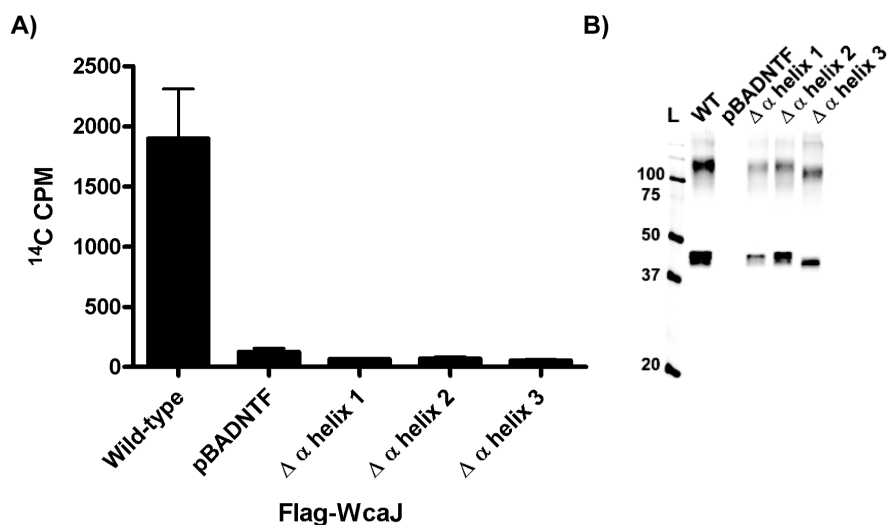 A)
2500
2000
1500
1000
500
0
14C CPM
Wild-type
pBADNTF
Δ α helix 1
Δ α helix 2
Δ α helix 3
Flag-WcaJ
B)
L
WT
pBADNTF
Δ α helix 1
Δ α helix 2
Δ α helix 3
100
75
50
37
20